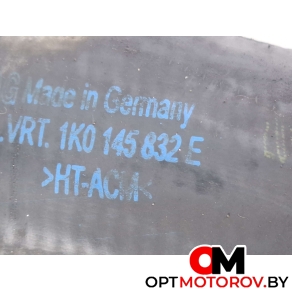 G Made in Germany
.VRT. 1K0 145 832 E
>HT-ACM<
OPTMOTOROV.BY